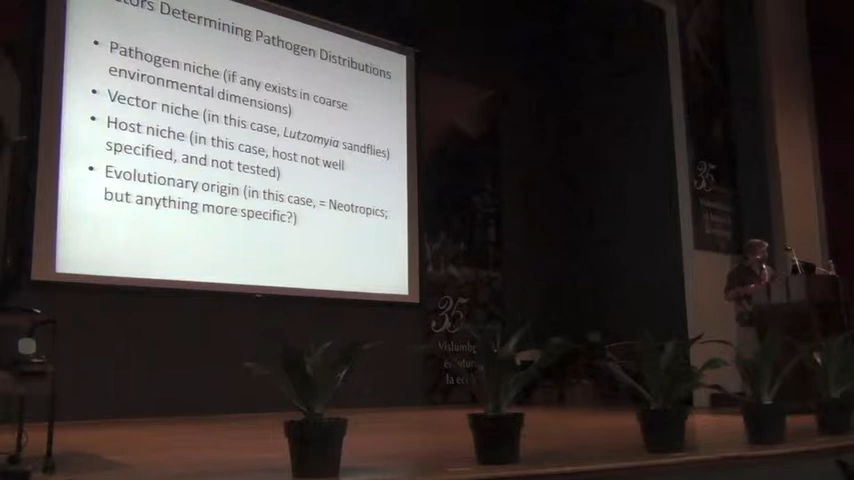 Determining Pathogen Distributions
• Pathogen niche (if any exists in coarse
environmental dimensions)
• Vector niche (in this case, Lutzomyia sandflies)
• Host niche (in this case, host not well
specified, and not tested)
• Evolutionary origin (in this case, = Neotropics;
but anything more specific?)
35
35